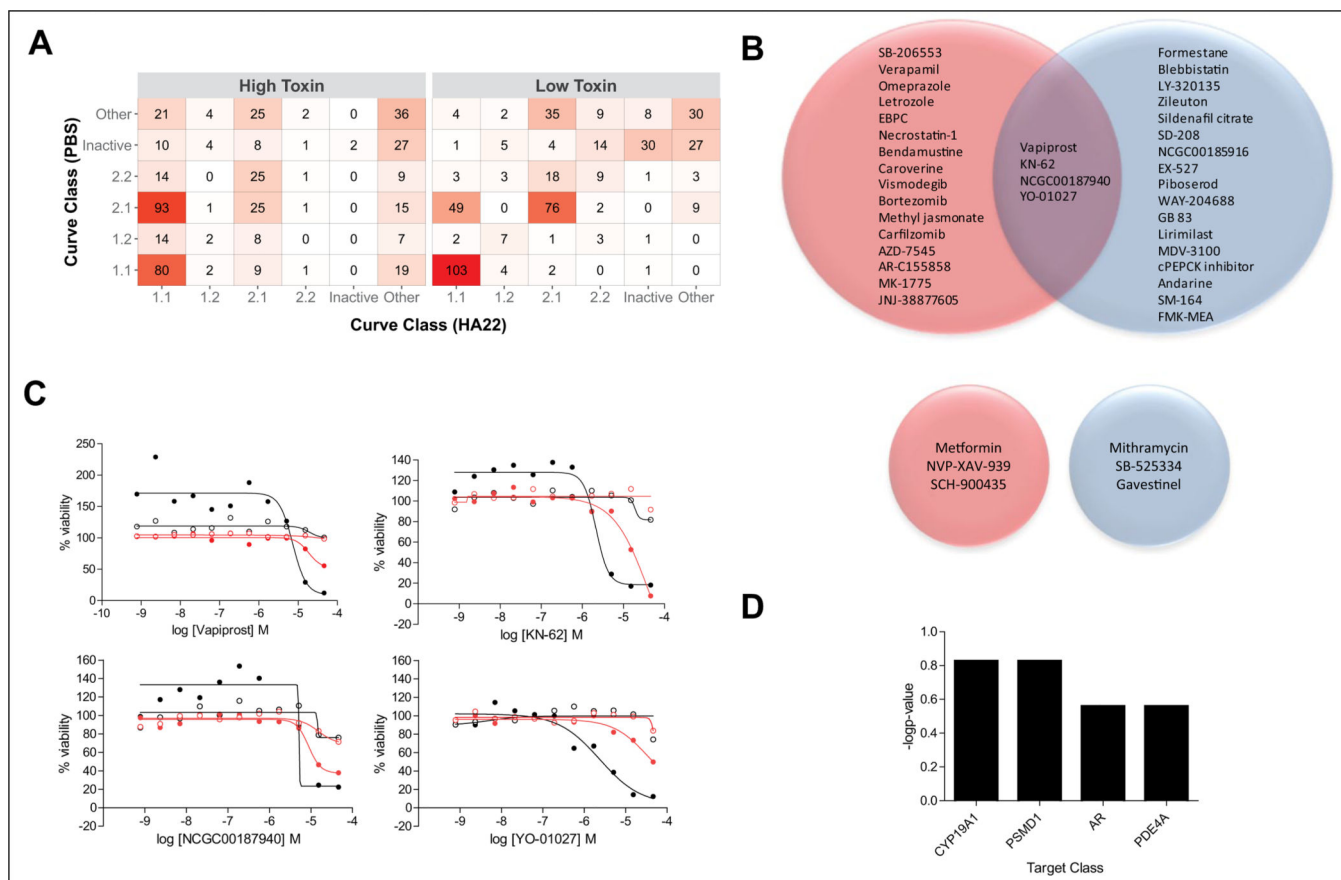 A
High Toxin Low Toxin
Curve Class (PBS)
Other 21 4 25 2 0 36 4 2 35 9 8 30
Inactive 10 4 8 1 2 27 1 5 4 14 30 27
2.2 14 0 25 1 0 9 3 3 18 9 1 3
2.1 93 1 25 1 0 15 49 0 76 2 0 9
1.2 14 2 8 0 0 7 2 7 1 3 1 0
1.1 80 2 9 1 0 19 103 4 2 0 1 0
1.1 1.2 2.1 2.2 Inactive Other 1.1 1.2 2.1 2.2 Inactive Other
Curve Class (HA22)
B
SB-206553
Verapamil
Omeprazole
Letrozole
EBPC
Necrostatin-1
Bendamustine
Caroverine
Vismodegib
Bortezomib
Methyl jasmonate
Carfilzomib
AZD-7545
AR-C155858
MK-1775
JNJ-38877605
Vapiprost
KN-62
NCGC00187940
YO-01027
Formestane
Blebbistatin
LY-320135
Zileuton
Sildenafil citrate
SD-208
NCGC00185916
EX-527
Piboserod
WAY-204688
GB 83
Lirimilast
MDV-3100
cPEPCK inhibitor
Andarine
SM-164
FMK-MEA
Metformin
NVP-XAV-939
SCH-900435
Mithramycin
SB-525334
Gavestinel
C
% viability
250
200
150
100
50
0
-10 -9 -8 -7 -6 -5 -4
log [Vapiprost] M
% viability
140
120
100
80
60
40
20
0
-20
-9 -8 -7 -6 -5 -4
log [KN-62] M
% viability
160
140
120
100
80
60
40
20
0
-20
-9 -8 -7 -6 -5 -4
log [NCGC00187940] M
% viability
160
140
120
100
80
60
40
20
0
-20
-9 -8 -7 -6 -5 -4
log [YO-01027] M
D
-logp-value
1.0
0.8
0.6
0.4
0.2
0.0
CYP19A1 PSMD1 AR PDE4A
Target Class